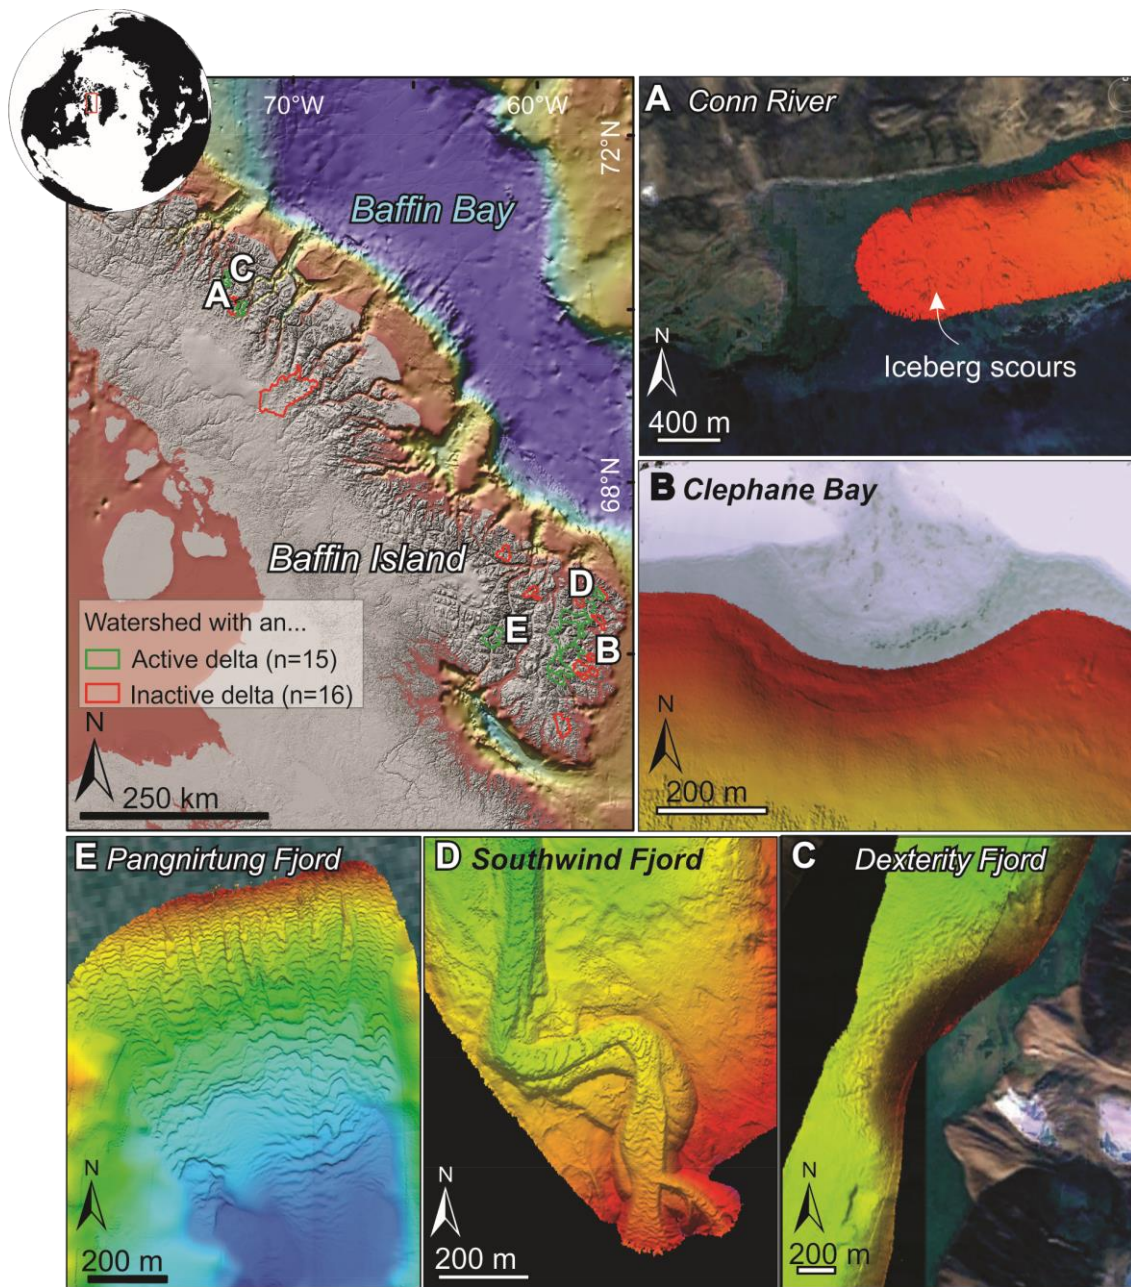 70°W
60°W
72°N
Baffin Bay
C
A
68°N
Baffin Island
D
E
B
Watershed with an...
Active delta (n=15)
Inactive delta (n=16)
N
250 km
A Conn River
Iceberg scours
N
400 m
B Clephane Bay
N
200 m
E Pangnirtung Fjord
N
200 m
D Southwind Fjord
N
200 m
C Dexterity Fjord
N
200 m